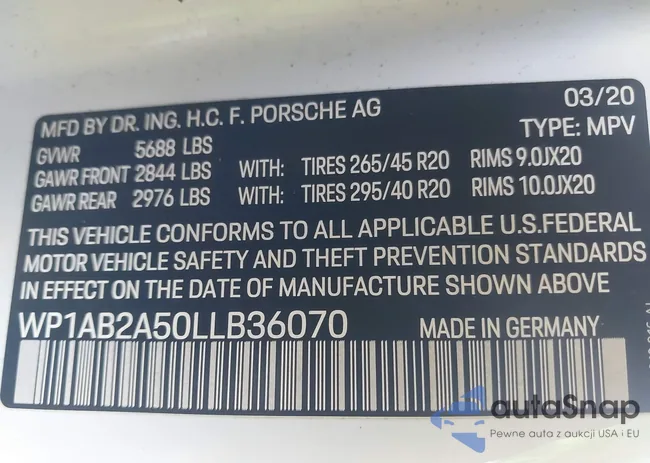 MFD BY DR. ING. H.C. F. PORSCHE AG 03/20
GVWR 5688 LBS TYPE: MPV
GAWR FRONT 2844 LBS WITH: TIRES 265/45 R20 RIMS 9.0JX20
GAWR REAR 2976 LBS WITH: TIRES 295/40 R20 RIMS 10.0JX20
THIS VEHICLE CONFORMS TO ALL APPLICABLE U.S.FEDERAL
MOTOR VEHICLE SAFETY AND THEFT PREVENTION STANDARDS
IN EFFECT ON THE DATE OF MANUFACTURE SHOWN ABOVE
WP1AB2A50LLB36070 MADE IN GERMANY
autoSnap
Pewne auta z aukcji USA i EU